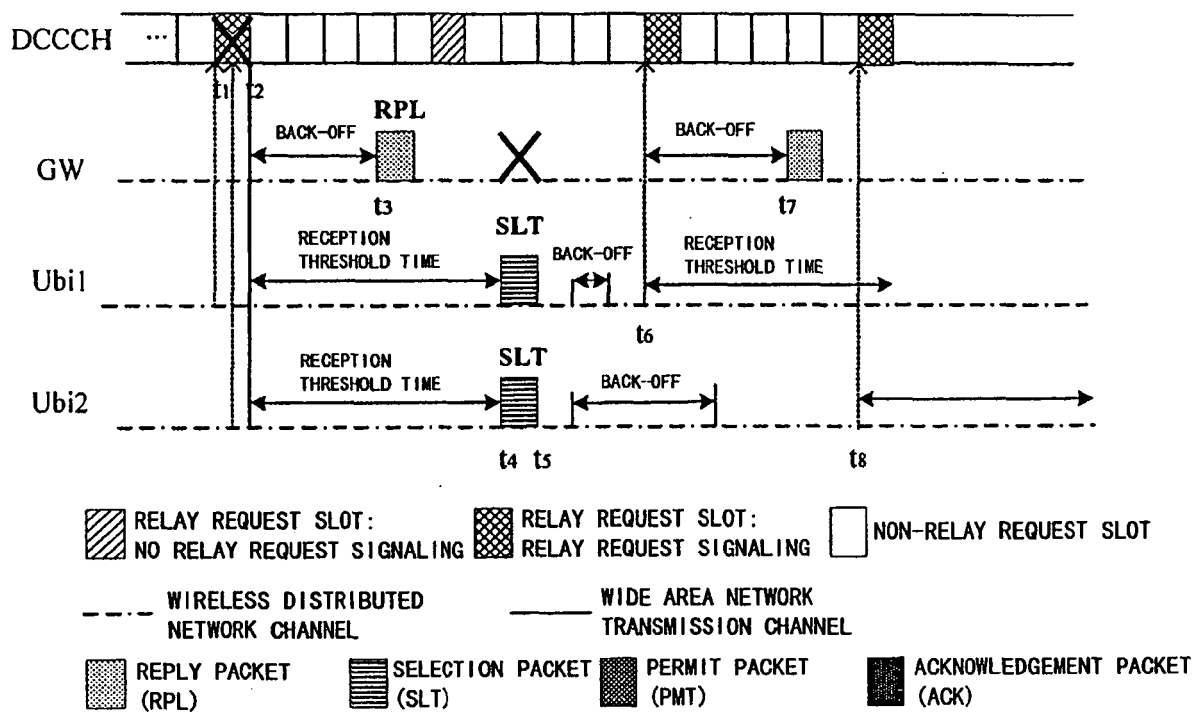 DCCCH ...
t1 t2
RPL
BACK-OFF
BACK-OFF
GW
t3
t7
SLT
RECEPTION
THRESHOLD TIME
BACK-OFF
RECEPTION
THRESHOLD TIME
Ubi1
t6
SLT
RECEPTION
THRESHOLD TIME
BACK-OFF
Ubi2
t4 t5
t8
RELAY REQUEST SLOT:
NO RELAY REQUEST SIGNALING
RELAY REQUEST SLOT:
RELAY REQUEST SIGNALING
NON-RELAY REQUEST SLOT
WIRELESS DISTRIBUTED
NETWORK CHANNEL
WIDE AREA NETWORK
TRANSMISSION CHANNEL
REPLY PACKET
(RPL)
SELECTION PACKET
(SLT)
PERMIT PACKET
(PMT)
ACKNOWLEDGEMENT PACKET
(ACK)